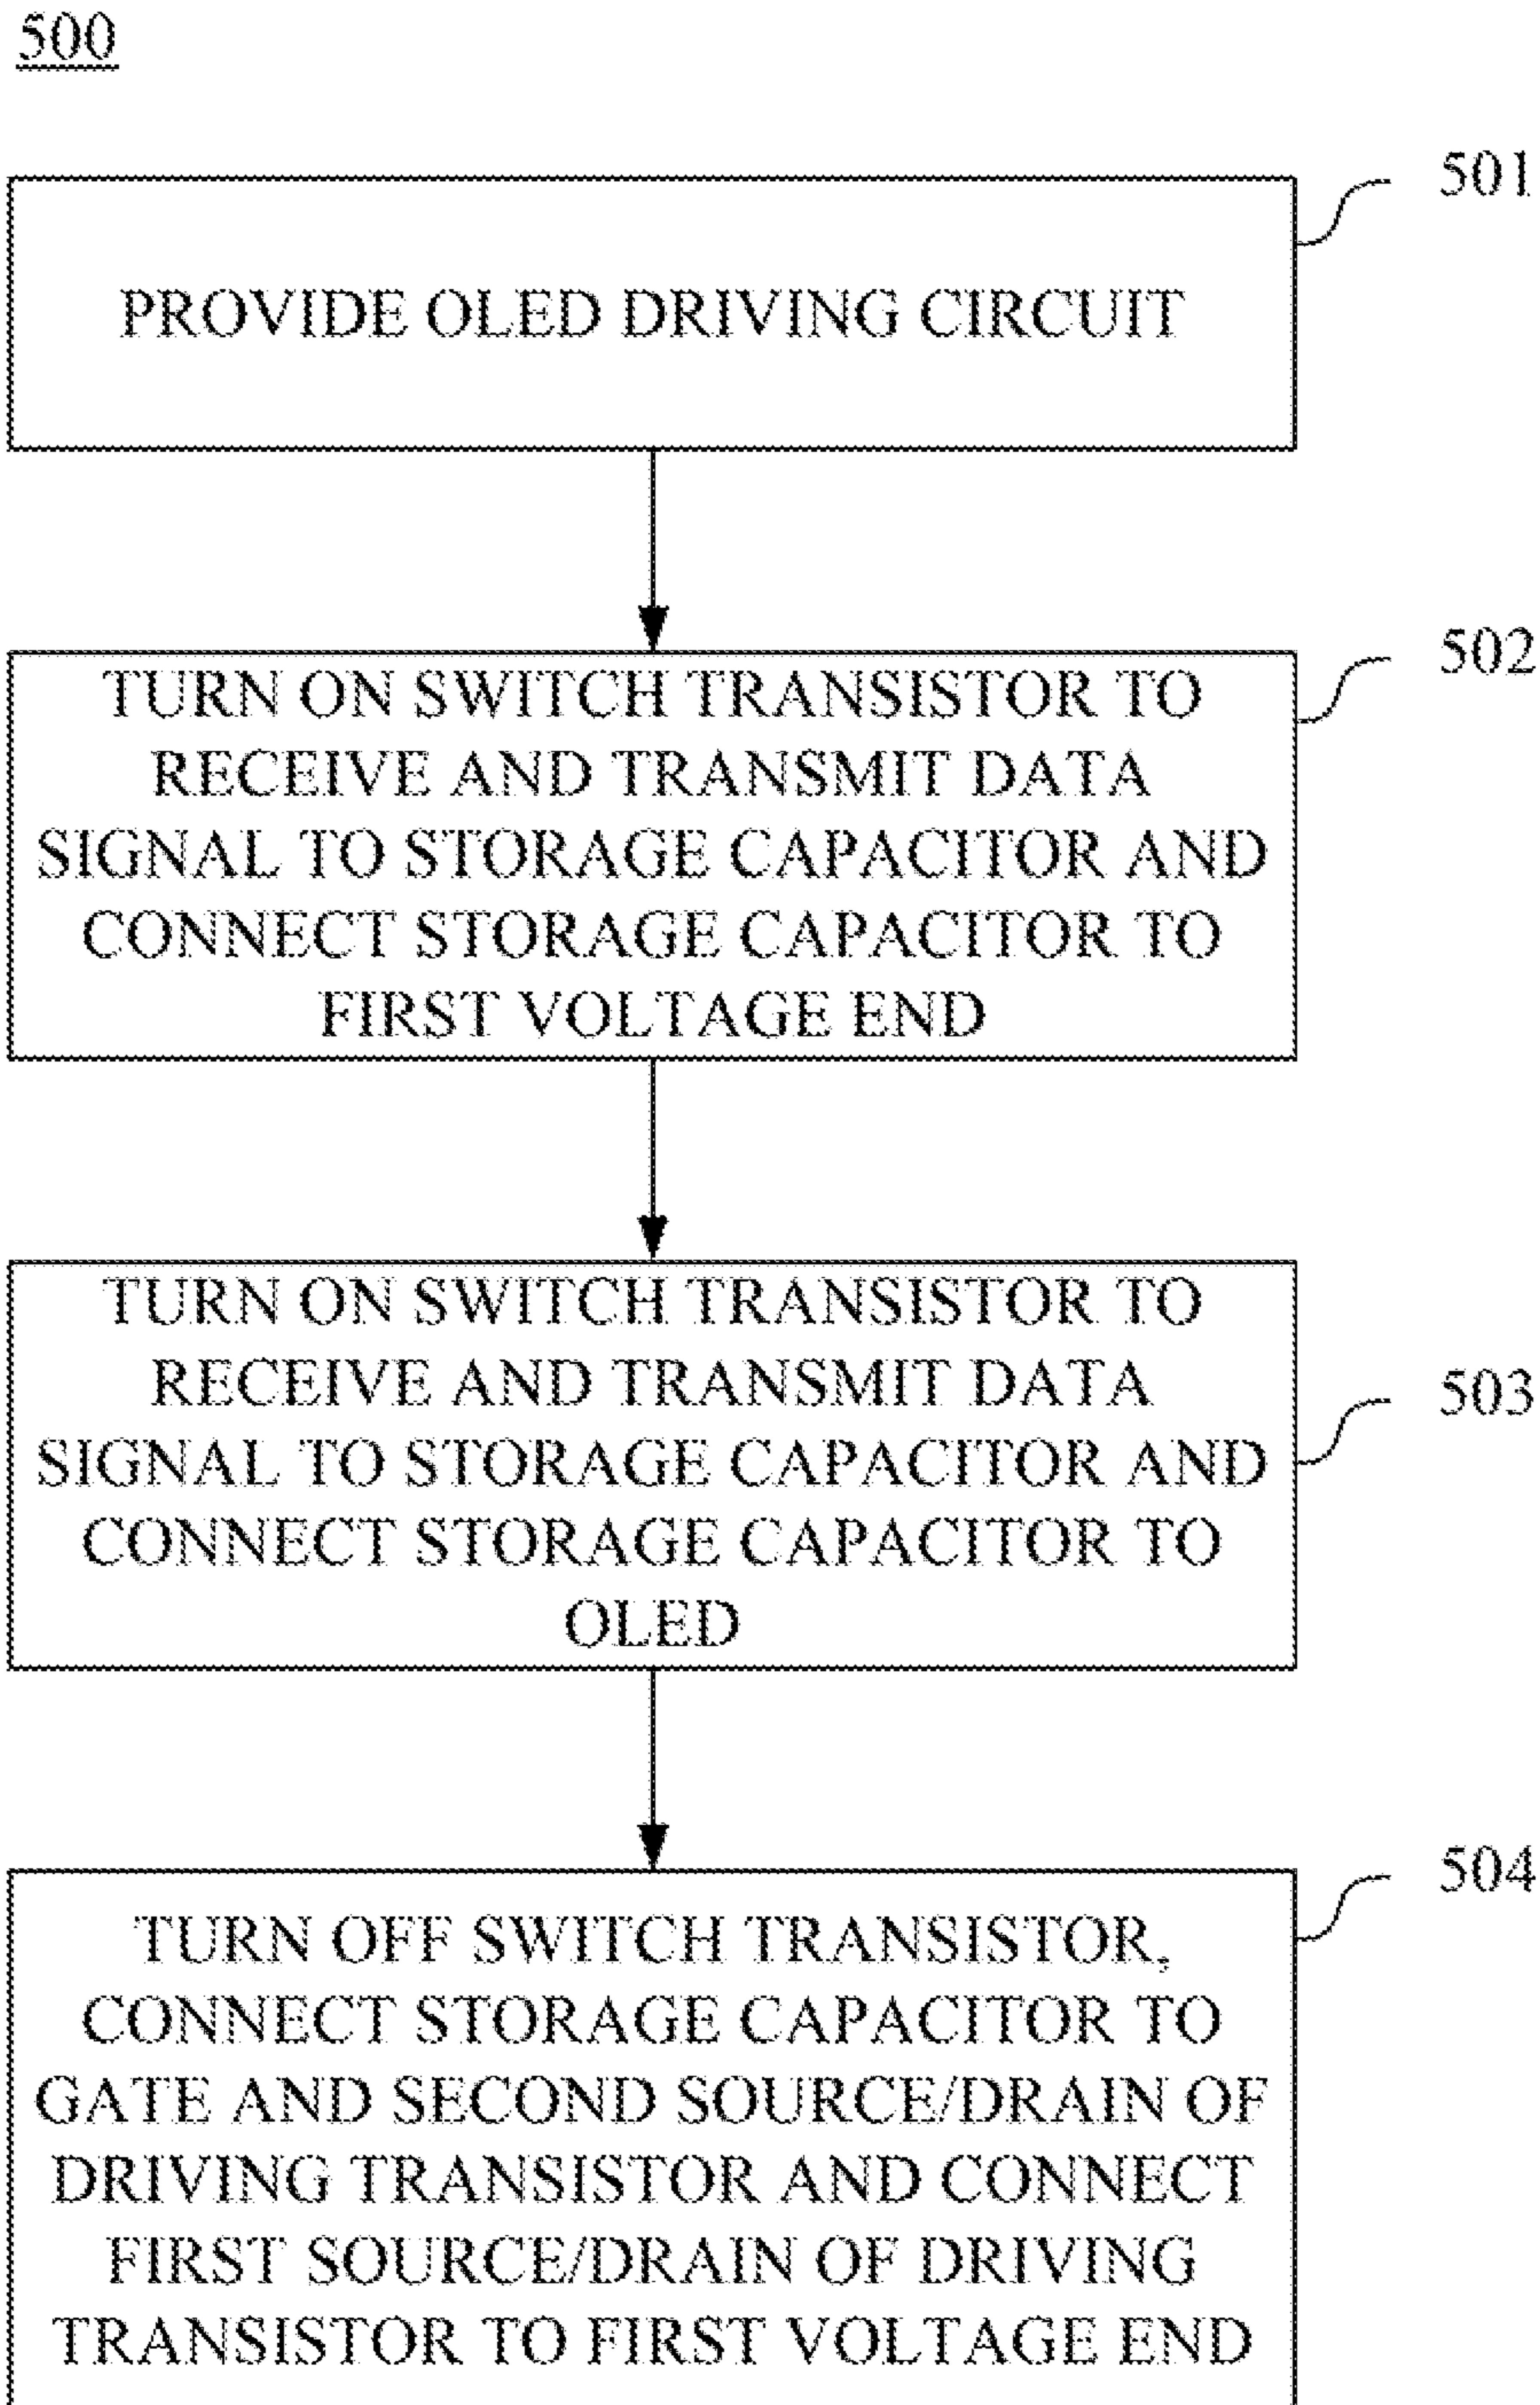 500
501
PROVIDE OLED DRIVING CIRCUIT
502
TURN ON SWITCH TRANSISTOR TO
RECEIVE AND TRANSMIT DATA
SIGNAL TO STORAGE CAPACITOR AND
CONNECT STORAGE CAPACITOR TO
FIRST VOLTAGE END
TURN ON SWITCH TRANSISTOR TO
RECEIVE AND TRANSMIT DATA
503
SIGNAL TO STORAGE CAPACITOR AND
CONNECT STORAGE CAPACITOR TO
OLED
504
TURN OFF SWITCH TRANSISTOR,
CONNECT STORAGE CAPACITOR TO
GATE AND SECOND SOURCE/DRAIN OF
DRIVING TRANSISTOR AND CONNECT
FIRST SOURCE/DRAIN OF DRIVING
TRANSISTOR TO FIRST VOLTAGE END